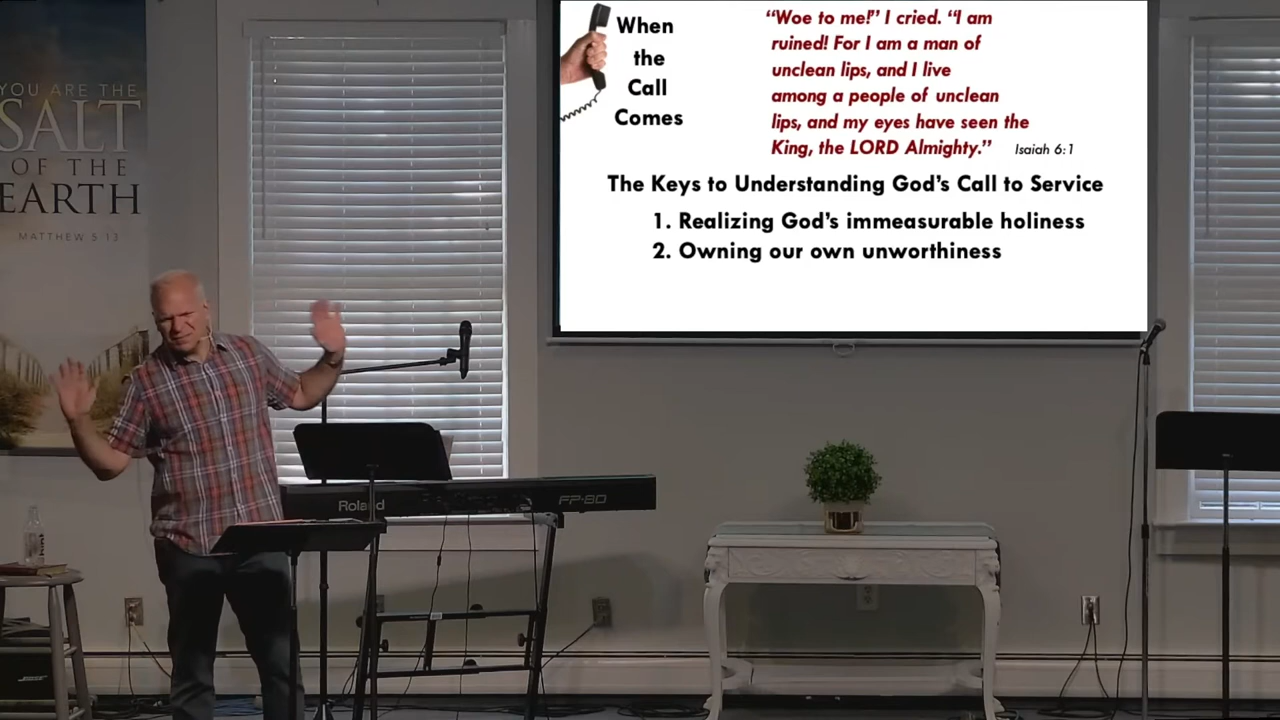 YOU ARE THE
SALT
OF THE
EARTH
MATTHEW 5:13
When
the
Call
Comes
“Woe to me!” I cried. “I am
ruined! For I am a man of
unclean lips, and I live
among a people of unclean
lips, and my eyes have seen the
King, the LORD Almighty.” Isaiah 6:1
The Keys to Understanding God’s Call to Service
1. Realizing God’s immeasurable holiness
2. Owning our own unworthiness
Roland
FP-80
BOSE